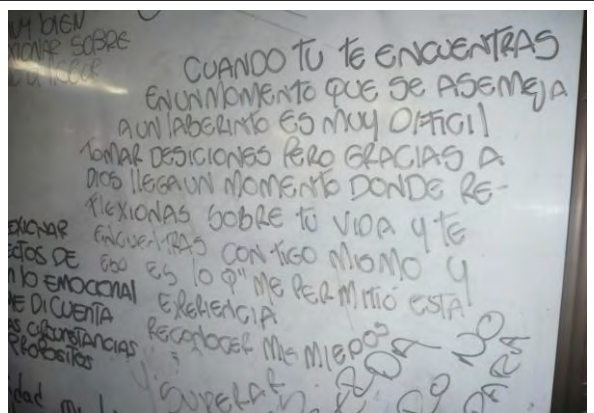 UY BIEN
XIONAR SOBRE
CUANDO TU TE ENCUENTRAS
EN UN MOMENTO QUE SE ASEMEJA
A UN LABERINTO ES MUY DIFICIL
TOMAR DESICIONES PERO GRACIAS A
DIOS LLEGA UN MOMENTO DONDE RE-
FLEXIONAS SOBRE TU VIDA Y TE
ENCUENTRAS CONTIGO MISMO Y
ESO ES LO Q" ME PERMITIO ESTA
EXPERIENCIA
RECONOCER MIS MIEDOS
Y SUPERAR
EXIONAR
ECTOS DE
LO EMOCIONAL
E DI CUENTA
AS CIRCUNSTANCIAS
PROPOSITOS
idad
NO